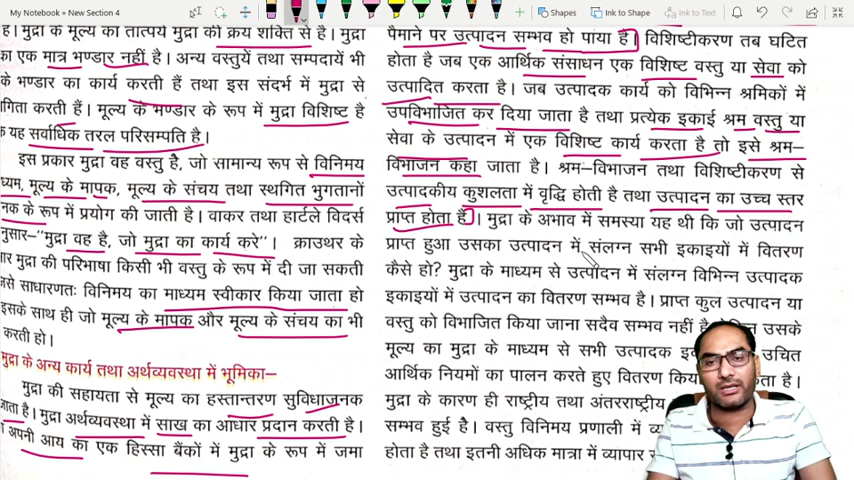 My Notebook » New Section 4
Shapes
Ink to Shape
Ink to Text
है। मुद्रा के मूल्य का तात्पर्य मुद्रा की क्रय शक्ति से है। मुद्रा
का एक मात्र भण्डार नहीं है। अन्य वस्तुयें तथा सम्पदायें भी
के भण्डार का कार्य करती हैं तथा इस संदर्भ में मुद्रा से
गिता करती हैं। मूल्य के भण्डार के रूप में मुद्रा विशिष्ट है
यह सर्वाधिक तरल परिसम्पति है।
इस प्रकार मुद्रा वह वस्तु है, जो सामान्य रूप से विनिमय
ध्यम, मूल्य के मापक, मूल्य के संचय तथा स्थगित भुगतानों
नक के रूप में प्रयोग की जाती है। वाकर तथा हार्टले विदर्स
नुसार–"मुद्रा वह है, जो मुद्रा का कार्य करे"। क्राउथर के
ार मुद्रा की परिभाषा किसी भी वस्तु के रूप में दी जा सकती
जसे साधारणतः विनिमय का माध्यम स्वीकार किया जाता हो
इसके साथ ही जो मूल्य के मापक और मूल्य के संचय का भी
करती हो।
मुद्रा के अन्य कार्य तथा अर्थव्यवस्था में भूमिका–
मुद्रा की सहायता से मूल्य का हस्तान्तरण सुविधाजनक
जाता है। मुद्रा अर्थव्यवस्था में साख का आधार प्रदान करती है।
अपनी आय का एक हिस्सा बैंकों में मुद्रा के रूप में जमा
पैमाने पर उत्पादन सम्भव हो पांया है। विशिष्टीकरण तब घटित
होता है जब एक आर्थिक संसाधन एक विशिष्ट वस्तु या सेवा को
उत्पादित करता है। जब उत्पादक कार्य को विभिन्न श्रमिकों में
उपविभाजित कर दिया जाता है तथा प्रत्येक इकाई श्रम वस्तु या
सेवा के उत्पादन में एक विशिष्ट कार्य करता है तो इसे श्रम–
विभाजन कहा जाता है। श्रम–विभाजन तथा विशिष्टीकरण से
उत्पादकीय कुशलता में वृद्धि होती है तथा उत्पादन का उच्च स्तर
प्राप्त होता है। मुद्रा के अभाव में समस्या यह थी कि जो उत्पादन
प्राप्त हुआ उसका उत्पादन में संलग्न सभी इकाइयों में वितरण
कैसे हो? मुद्रा के माध्यम से उत्पादन में संलग्न विभिन्न उत्पादक
इकाइयों में उत्पादन का वितरण सम्भव है। प्राप्त कुल उत्पादन या
वस्तु को विभाजित किया जाना सदैव सम्भव नहीं उसके
मूल्य का मुद्रा के माध्यम से सभी उत्पादक उचित
आर्थिक नियमों का पालन करते हुए वितरण है।
मुद्रा के कारण ही राष्ट्रीय तथा अंतरराष्ट्रीय
सम्भव हुई है। वस्तु विनिमय प्रणाली में
होता है तथा इतनी अधिक मात्रा में व्यापार